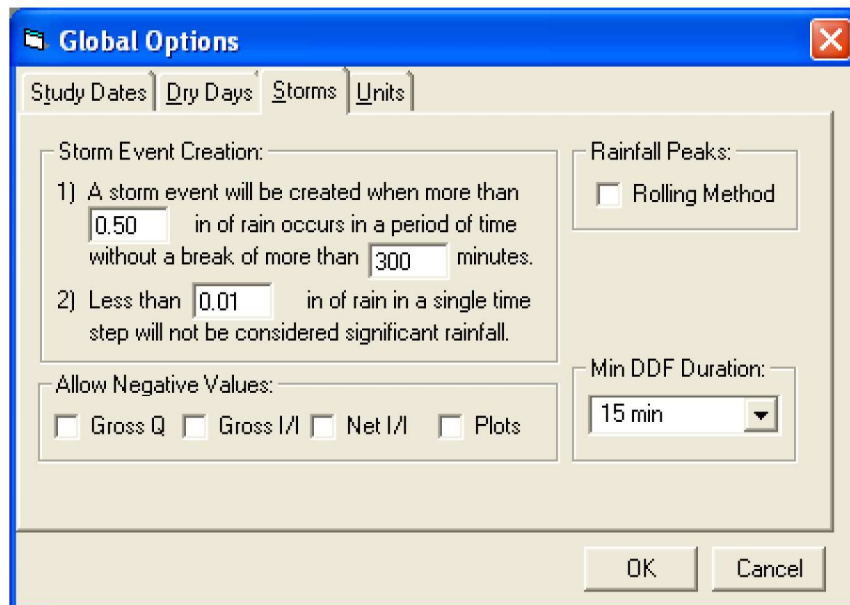 Global Options
Study Dates Dry Days Storms Units
Storm Event Creation:
1) A storm event will be created when more than
0.50 in of rain occurs in a period of time
without a break of more than 300 minutes.
2) Less than 0.01 in of rain in a single time
step will not be considered significant rainfall.
Rainfall Peaks:
Rolling Method
Allow Negative Values:
Gross Q Gross I/I Net I/I Plots
Min DDF Duration:
15 min
OK Cancel